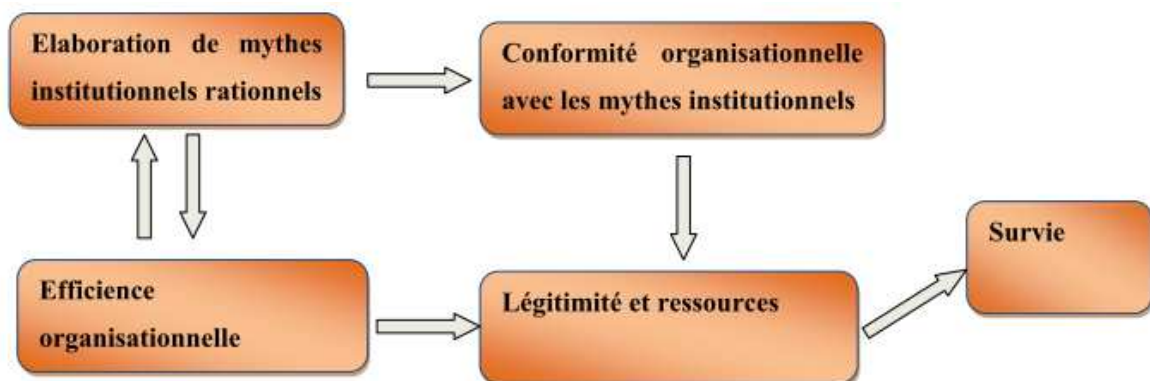 Elaboration de mythes
institutionnels rationnels
Conformité organisationnelle
avec les mythes institutionnels
Survie
Efficience
organisationnelle
Légitimité et ressources